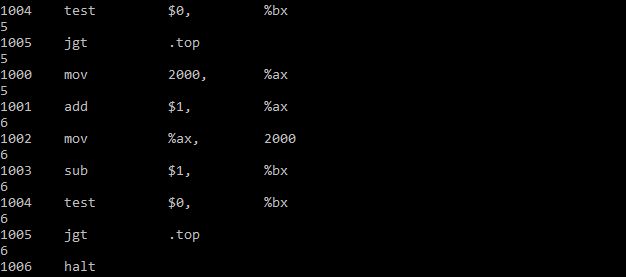 1004 test $0, %bx
5
1005 jgt .top
5
1000 mov 2000, %ax
5
1001 add $1, %ax
6
1002 mov %ax, 2000
6
1003 sub $1, %bx
6
1004 test $0, %bx
6
1005 jgt .top
6
1006 halt